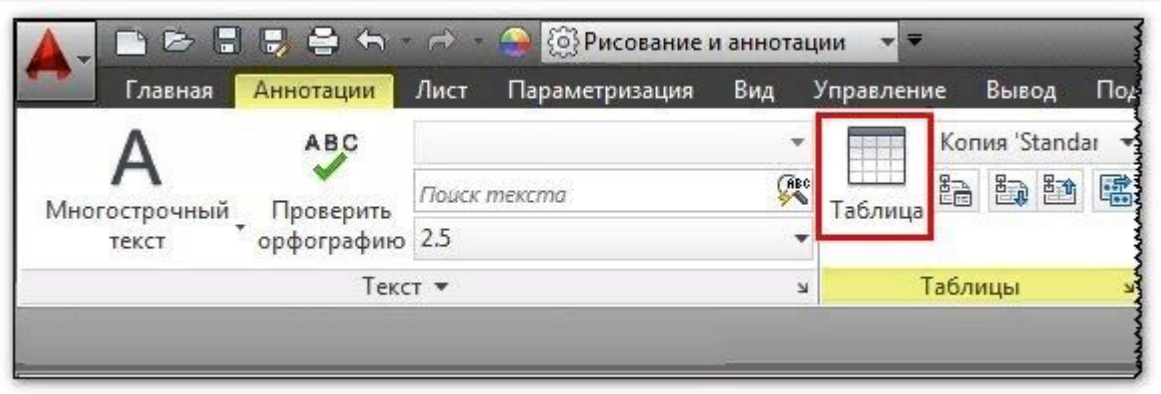 Рисование и аннотации
Главная Аннотации Лист Параметризация Вид Управление Вывод
A
Многострочный
текст
ABC
Проверить
орфографию
Поиск текста
ABC
2.5
Текст
Таблица
Копия 'Standar
Таблицы